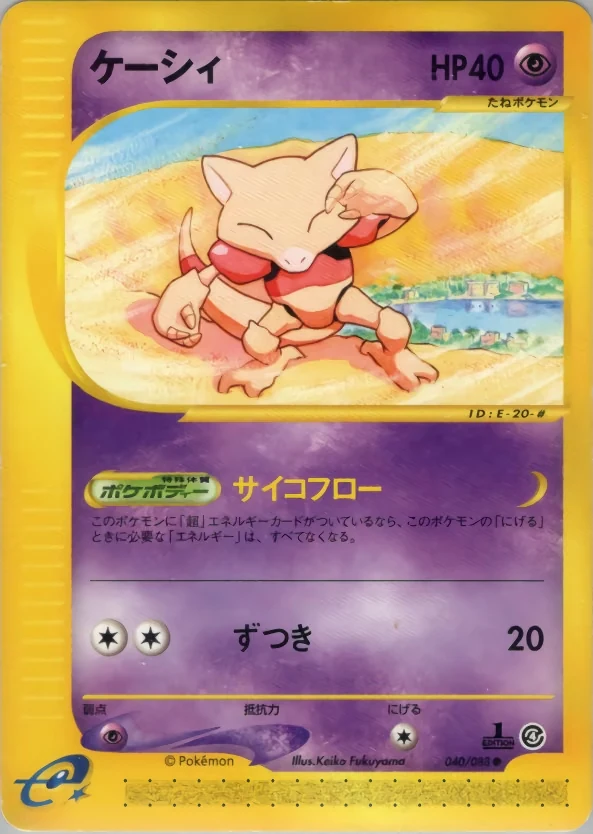 ケーシィ
HP40
たねポケモン
ID:E-20-#
特殊体質
ポケボディー
サイコフロー
このポケモンに「超」エネルギーカードがついているなら、このポケモンの「にげる」
ときに必要な「エネルギー」は、すべてなくなる。
ずつき 20
弱点 抵抗力 にげる
1
EDITION
© Pokémon Illus.Keiko Fukuyama 040/088
e